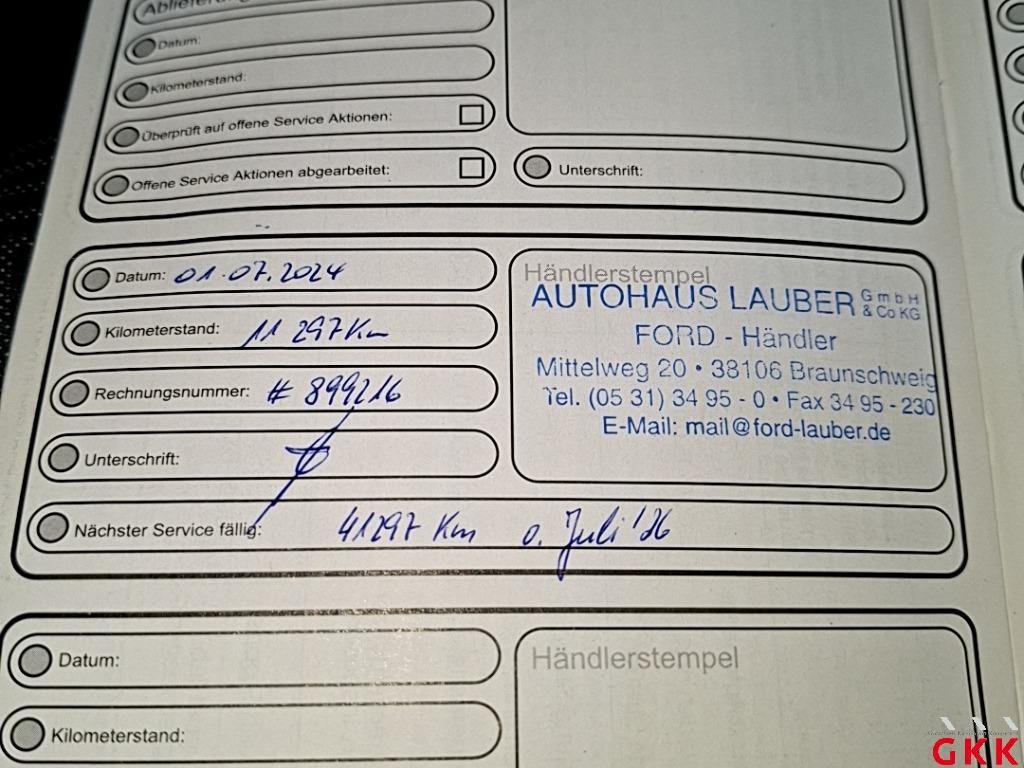 Datum:
Kilometerstand:
Überprüft auf offene Service Aktionen:
Offene Service Aktionen abgearbeitet:
Unterschrift:
Datum: 01.07.2024
Kilometerstand: 11 297 Km
Rechnungsnummer: # 899216
Unterschrift:
Nächster Service fällig: 41297 Km o. Juli '26
Händlerstempel
AUTOHAUS LAUBER GmbH & Co KG
FORD - Händler
Mittelweg 20 • 38106 Braunschweig
Tel. (05 31) 34 95 - 0 • Fax 34 95 - 230
E-Mail: mail@ford-lauber.de
Datum:
Kilometerstand:
Händlerstempel
GKK